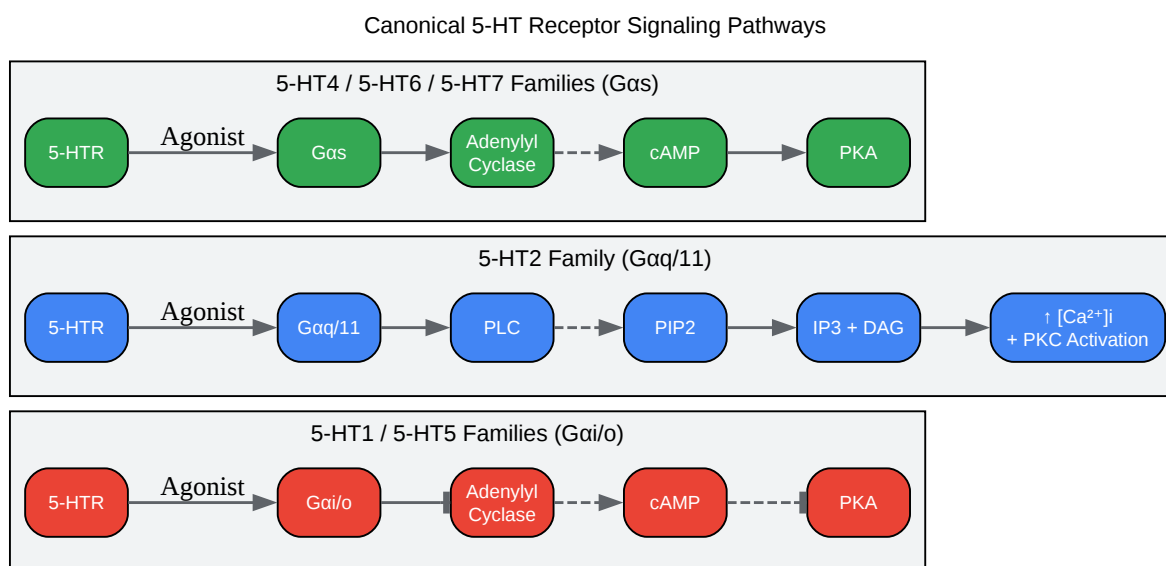 Canonical 5-HT Receptor Signaling Pathways
5-HT4 / 5-HT6 / 5-HT7 Families (Gαs)
5-HTR
Agonist
Gαs
Adenylyl
Cyclase
cAMP
PKA
5-HT2 Family (Gαq/11)
5-HTR
Agonist
Gαq/11
PLC
PIP2
IP3 + DAG
↑ [Ca²⁺]i
+ PKC Activation
5-HT1 / 5-HT5 Families (Gαi/o)
5-HTR
Agonist
Gαi/o
Adenylyl
Cyclase
cAMP
PKA